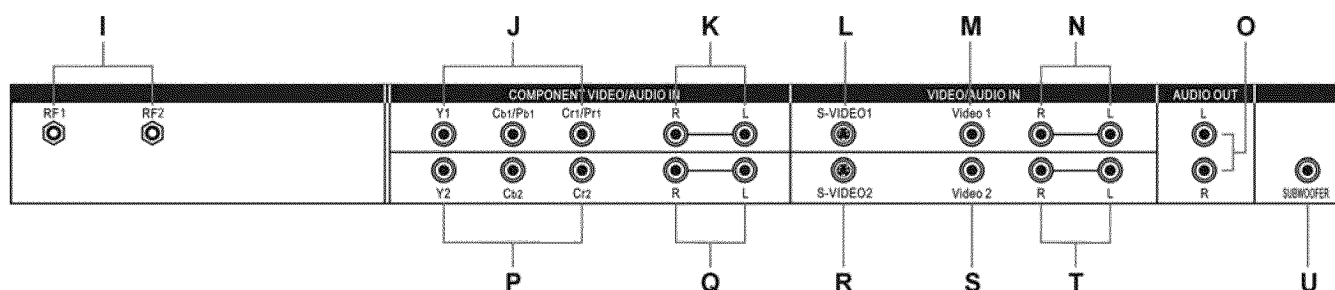 I J K L M N O
COMPONENT VIDEO/AUDIO IN VIDEO/AUDIO IN AUDIO OUT
RF1 RF2 Y1 Cb1/Pb1 Cr1/Pr1 R L S-VIDEO1 Video 1 R L L
Y2 Cb2 Cr2 R L S-VIDEO2 Video 2 R L R SUBWOOFER
P Q R S T U